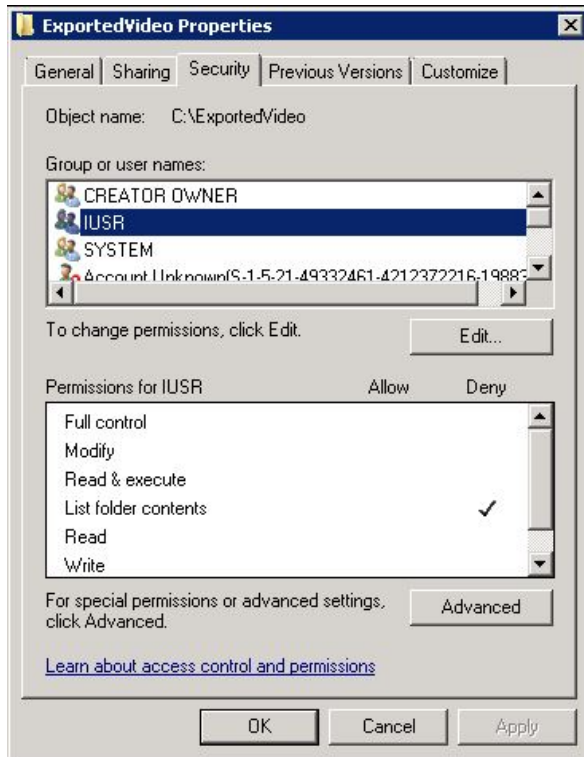 ExportedVideo Properties
General Sharing Security Previous Versions Customize
Object name: C:\ExportedVideo
Group or user names:
CREATOR OWNER
IUSR
SYSTEM
Account Unknown(S-1-5-21-49332461-4212372216-19883
To change permissions, click Edit.
Edit...
Permissions for IUSR Allow Deny
Full control
Modify
Read & execute
List folder contents
Read
Write
For special permissions or advanced settings,
click Advanced.
Advanced
Learn about access control and permissions
OK Cancel Apply